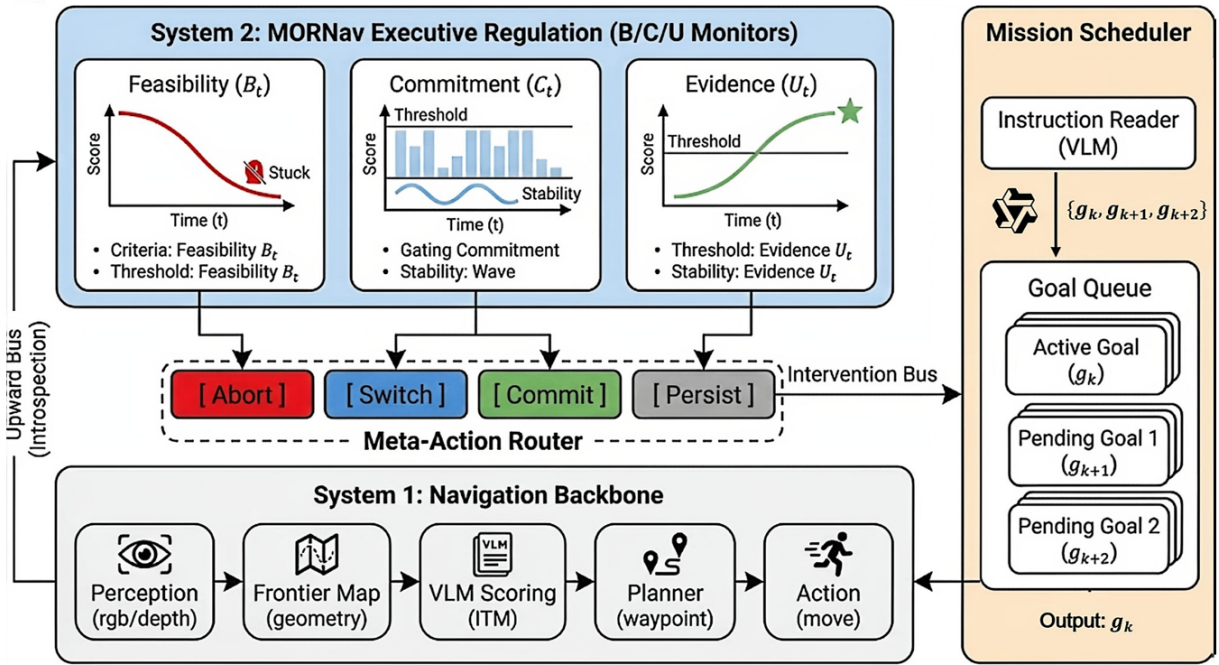 System 2: MORNav Executive Regulation (B/C/U Monitors)
Feasibility (B_t)
Score
Stuck
Time (t)
• Criteria: Feasibility B_t
• Threshold: Feasibility B_t
Commitment (C_t)
Threshold
Score
Stability
Time (t)
• Gating Commitment
• Stability: Wave
Evidence (U_t)
Threshold
Score
Time (t)
• Threshold: Evidence U_t
• Stability: Evidence U_t
Upward Bus
(Introspection)
[ Abort ]
[ Switch ]
[ Commit ]
[ Persist ]
Meta-Action Router
Intervention Bus
System 1: Navigation Backbone
Perception
(rgb/depth)
Frontier Map
(geometry)
VLM
VLM Scoring
(ITM)
Planner
(waypoint)
Action
(move)
Mission Scheduler
Instruction Reader
(VLM)
{g_k, g_{k+1}, g_{k+2}}
Goal Queue
Active Goal
(g_k)
Pending Goal 1
(g_{k+1})
Pending Goal 2
(g_{k+2})
Output: g_k